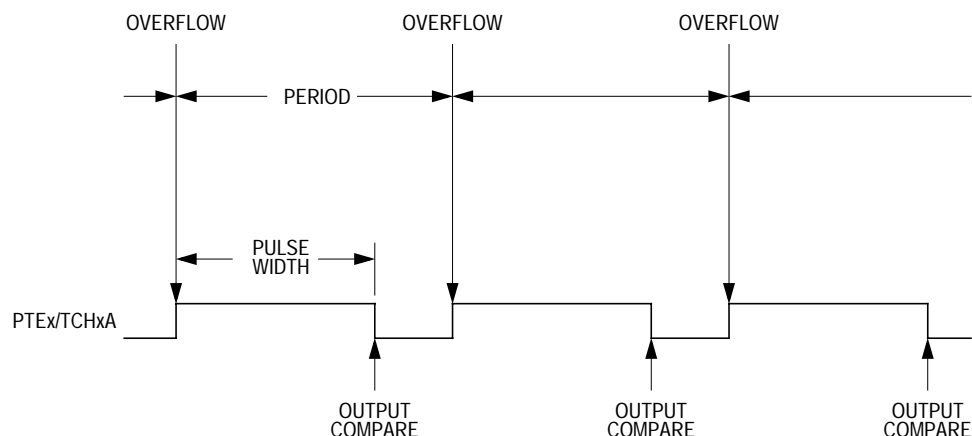 OVERFLOW OVERFLOW OVERFLOW
PERIOD
PULSE
WIDTH
PTEx/TCHxA
OUTPUT
COMPARE
OUTPUT
COMPARE
OUTPUT
COMPARE